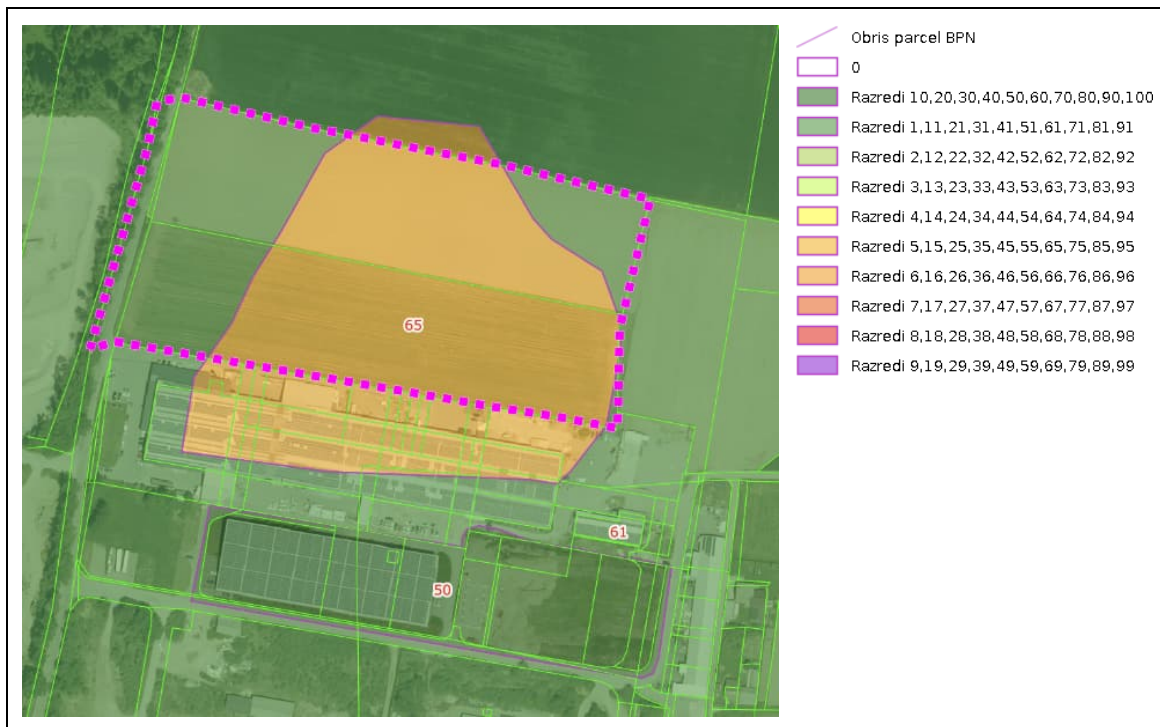 Obris parcel BPN
0
Razredi 10,20,30,40,50,60,70,80,90,100
Razredi 1,11,21,31,41,51,61,71,81,91
Razredi 2,12,22,32,42,52,62,72,82,92
Razredi 3,13,23,33,43,53,63,73,83,93
Razredi 4,14,24,34,44,54,64,74,84,94
Razredi 5,15,25,35,45,55,65,75,85,95
Razredi 6,16,26,36,46,56,66,76,86,96
Razredi 7,17,27,37,47,57,67,77,87,97
Razredi 8,18,28,38,48,58,68,78,88,98
Razredi 9,19,29,39,49,59,69,79,89,99
65
61
50